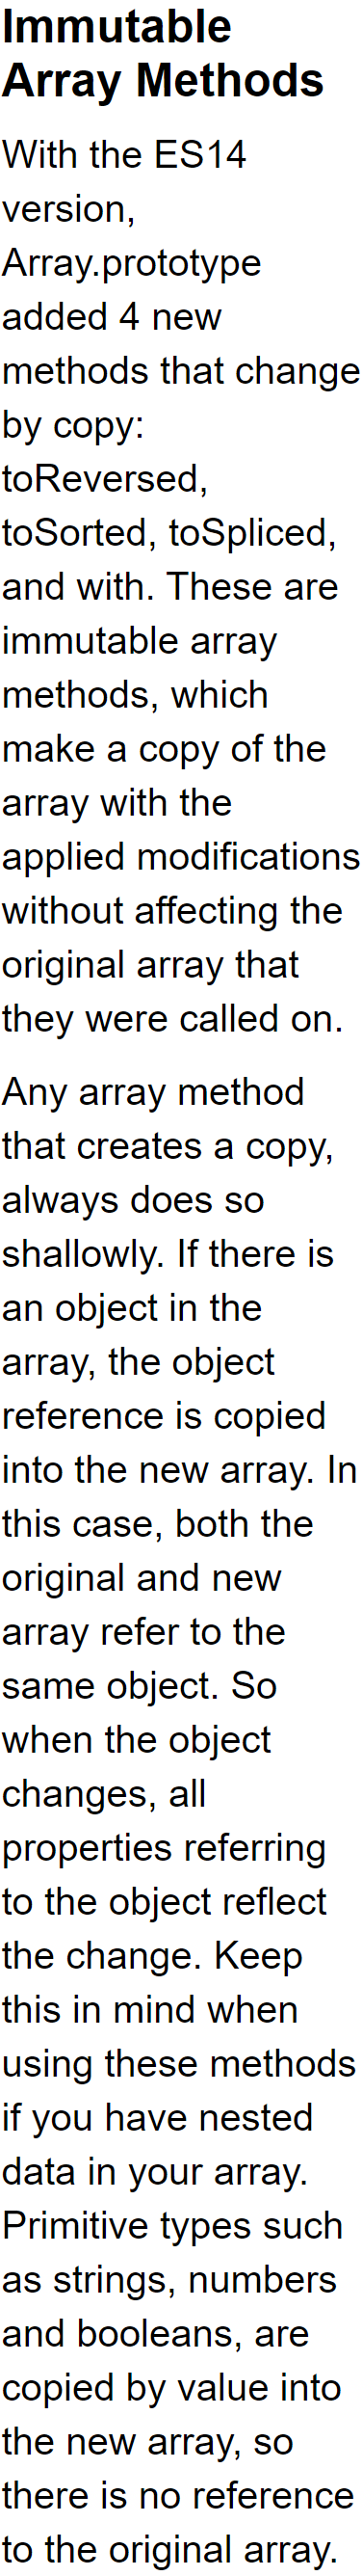 Immutable
Array Methods
With the ES14
version,
Array.prototype
added 4 new
methods that change
by copy:
toReversed,
toSorted, toSpliced,
and with. These are
immutable array
methods, which
make a copy of the
array with the
applied modifications
without affecting the
original array that
they were called on.
Any array method
that creates a copy,
always does so
shallowly. If there is
an object in the
array, the object
reference is copied
into the new array. In
this case, both the
original and new
array refer to the
same object. So
when the object
changes, all
properties referring
to the object reflect
the change. Keep
this in mind when
using these methods
if you have nested
data in your array.
Primitive types such
as strings, numbers
and booleans, are
copied by value into
the new array, so
there is no reference
to the original array.